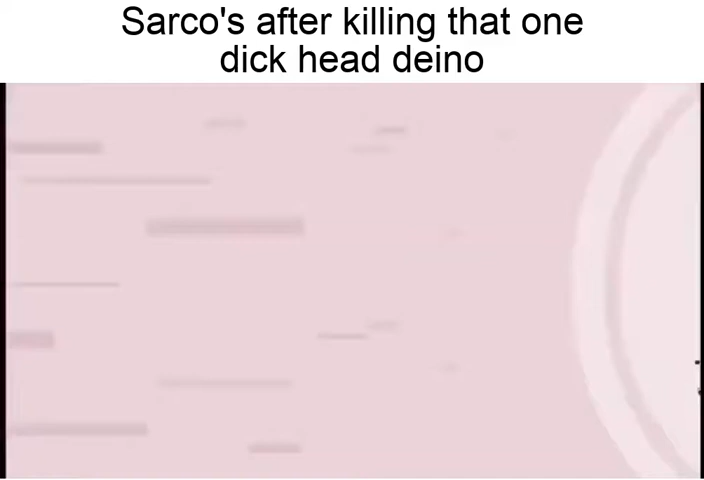 Sarco's after killing that one
dick head deino